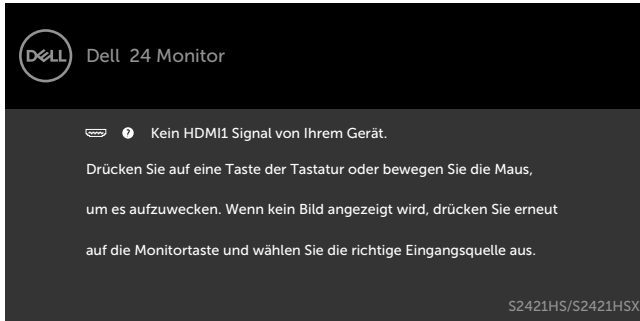 DELL
Dell 24 Monitor
Kein HDMI1 Signal von Ihrem Gerät.
Drücken Sie auf eine Taste der Tastatur oder bewegen Sie die Maus,
um es aufzuwecken. Wenn kein Bild angezeigt wird, drücken Sie erneut
auf die Monitortaste und wählen Sie die richtige Eingangsquelle aus.
S2421HS/S2421HSX